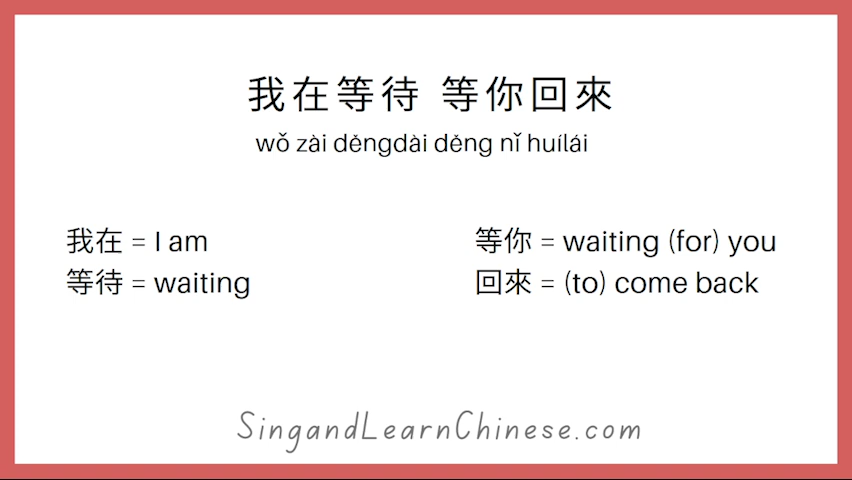 我在等待 等你回來
wǒ zài děngdài děng nǐ huílái
我在 = I am
等待 = waiting
等你 = waiting (for) you
回來 = (to) come back
SingandLearnChinese.com